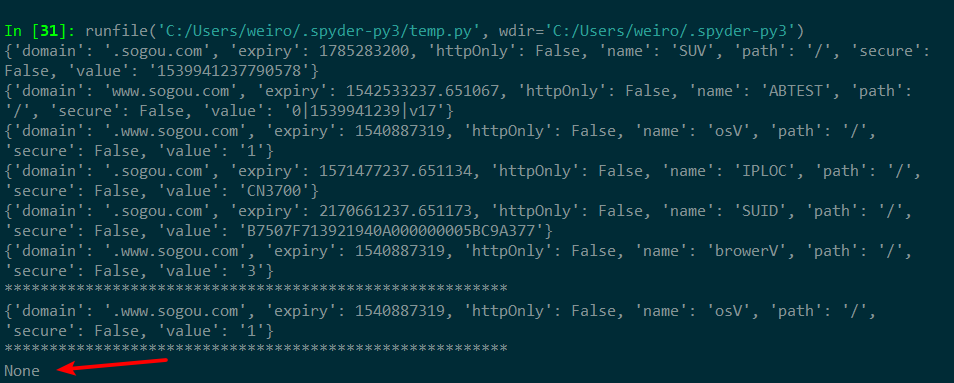 In [31]: runfile('C:/Users/weiro/.spyder-py3/temp.py', wdir='C:/Users/weiro/.spyder-py3')
{'domain': '.sogou.com', 'expiry': 1785283200, 'httpOnly': False, 'name': 'SUV', 'path': '/', 'secure':
False, 'value': '1539941237790578'}
{'domain': 'www.sogou.com', 'expiry': 1542533237.651067, 'httpOnly': False, 'name': 'ABTEST', 'path':
'/', 'secure': False, 'value': '0|1539941239|v17'}
{'domain': '.www.sogou.com', 'expiry': 1540887319, 'httpOnly': False, 'name': 'osV', 'path': '/',
'secure': False, 'value': '1'}
{'domain': '.sogou.com', 'expiry': 1571477237.651134, 'httpOnly': False, 'name': 'IPLOC', 'path': '/',
'secure': False, 'value': 'CN3700'}
{'domain': '.sogou.com', 'expiry': 2170661237.651173, 'httpOnly': False, 'name': 'SUID', 'path': '/',
'secure': False, 'value': 'B7507F713921940A000000005BC9A377'}
{'domain': '.www.sogou.com', 'expiry': 1540887319, 'httpOnly': False, 'name': 'browerV', 'path': '/',
'secure': False, 'value': '3'}
********************************************************
{'domain': '.www.sogou.com', 'expiry': 1540887319, 'httpOnly': False, 'name': 'osV', 'path': '/',
'secure': False, 'value': '1'}
********************************************************
None